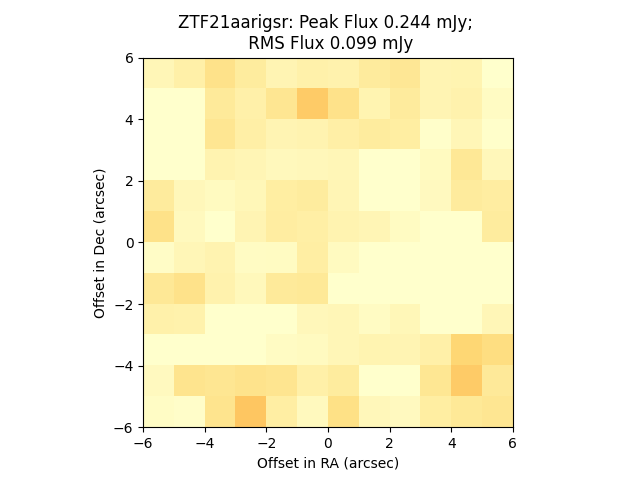 ZTF21aarigsr: Peak Flux 0.244 mJy;
RMS Flux 0.099 mJy
6
4
2
0
−2
−4
−6
Offset in Dec (arcsec)
−6 −4 −2 0 2 4 6
Offset in RA (arcsec)